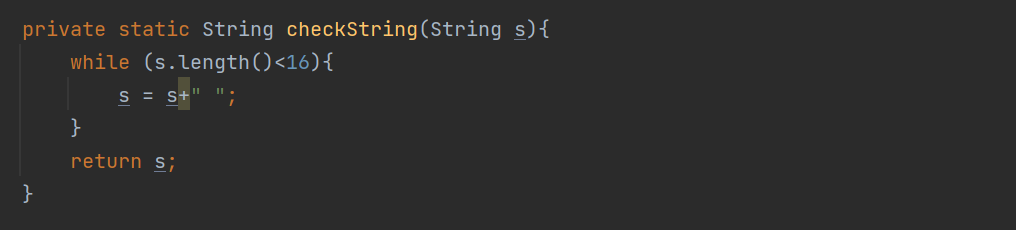 private static String checkString(String s){
    while (s.length()<16){
        s = s+" ";
    }
    return s;
}